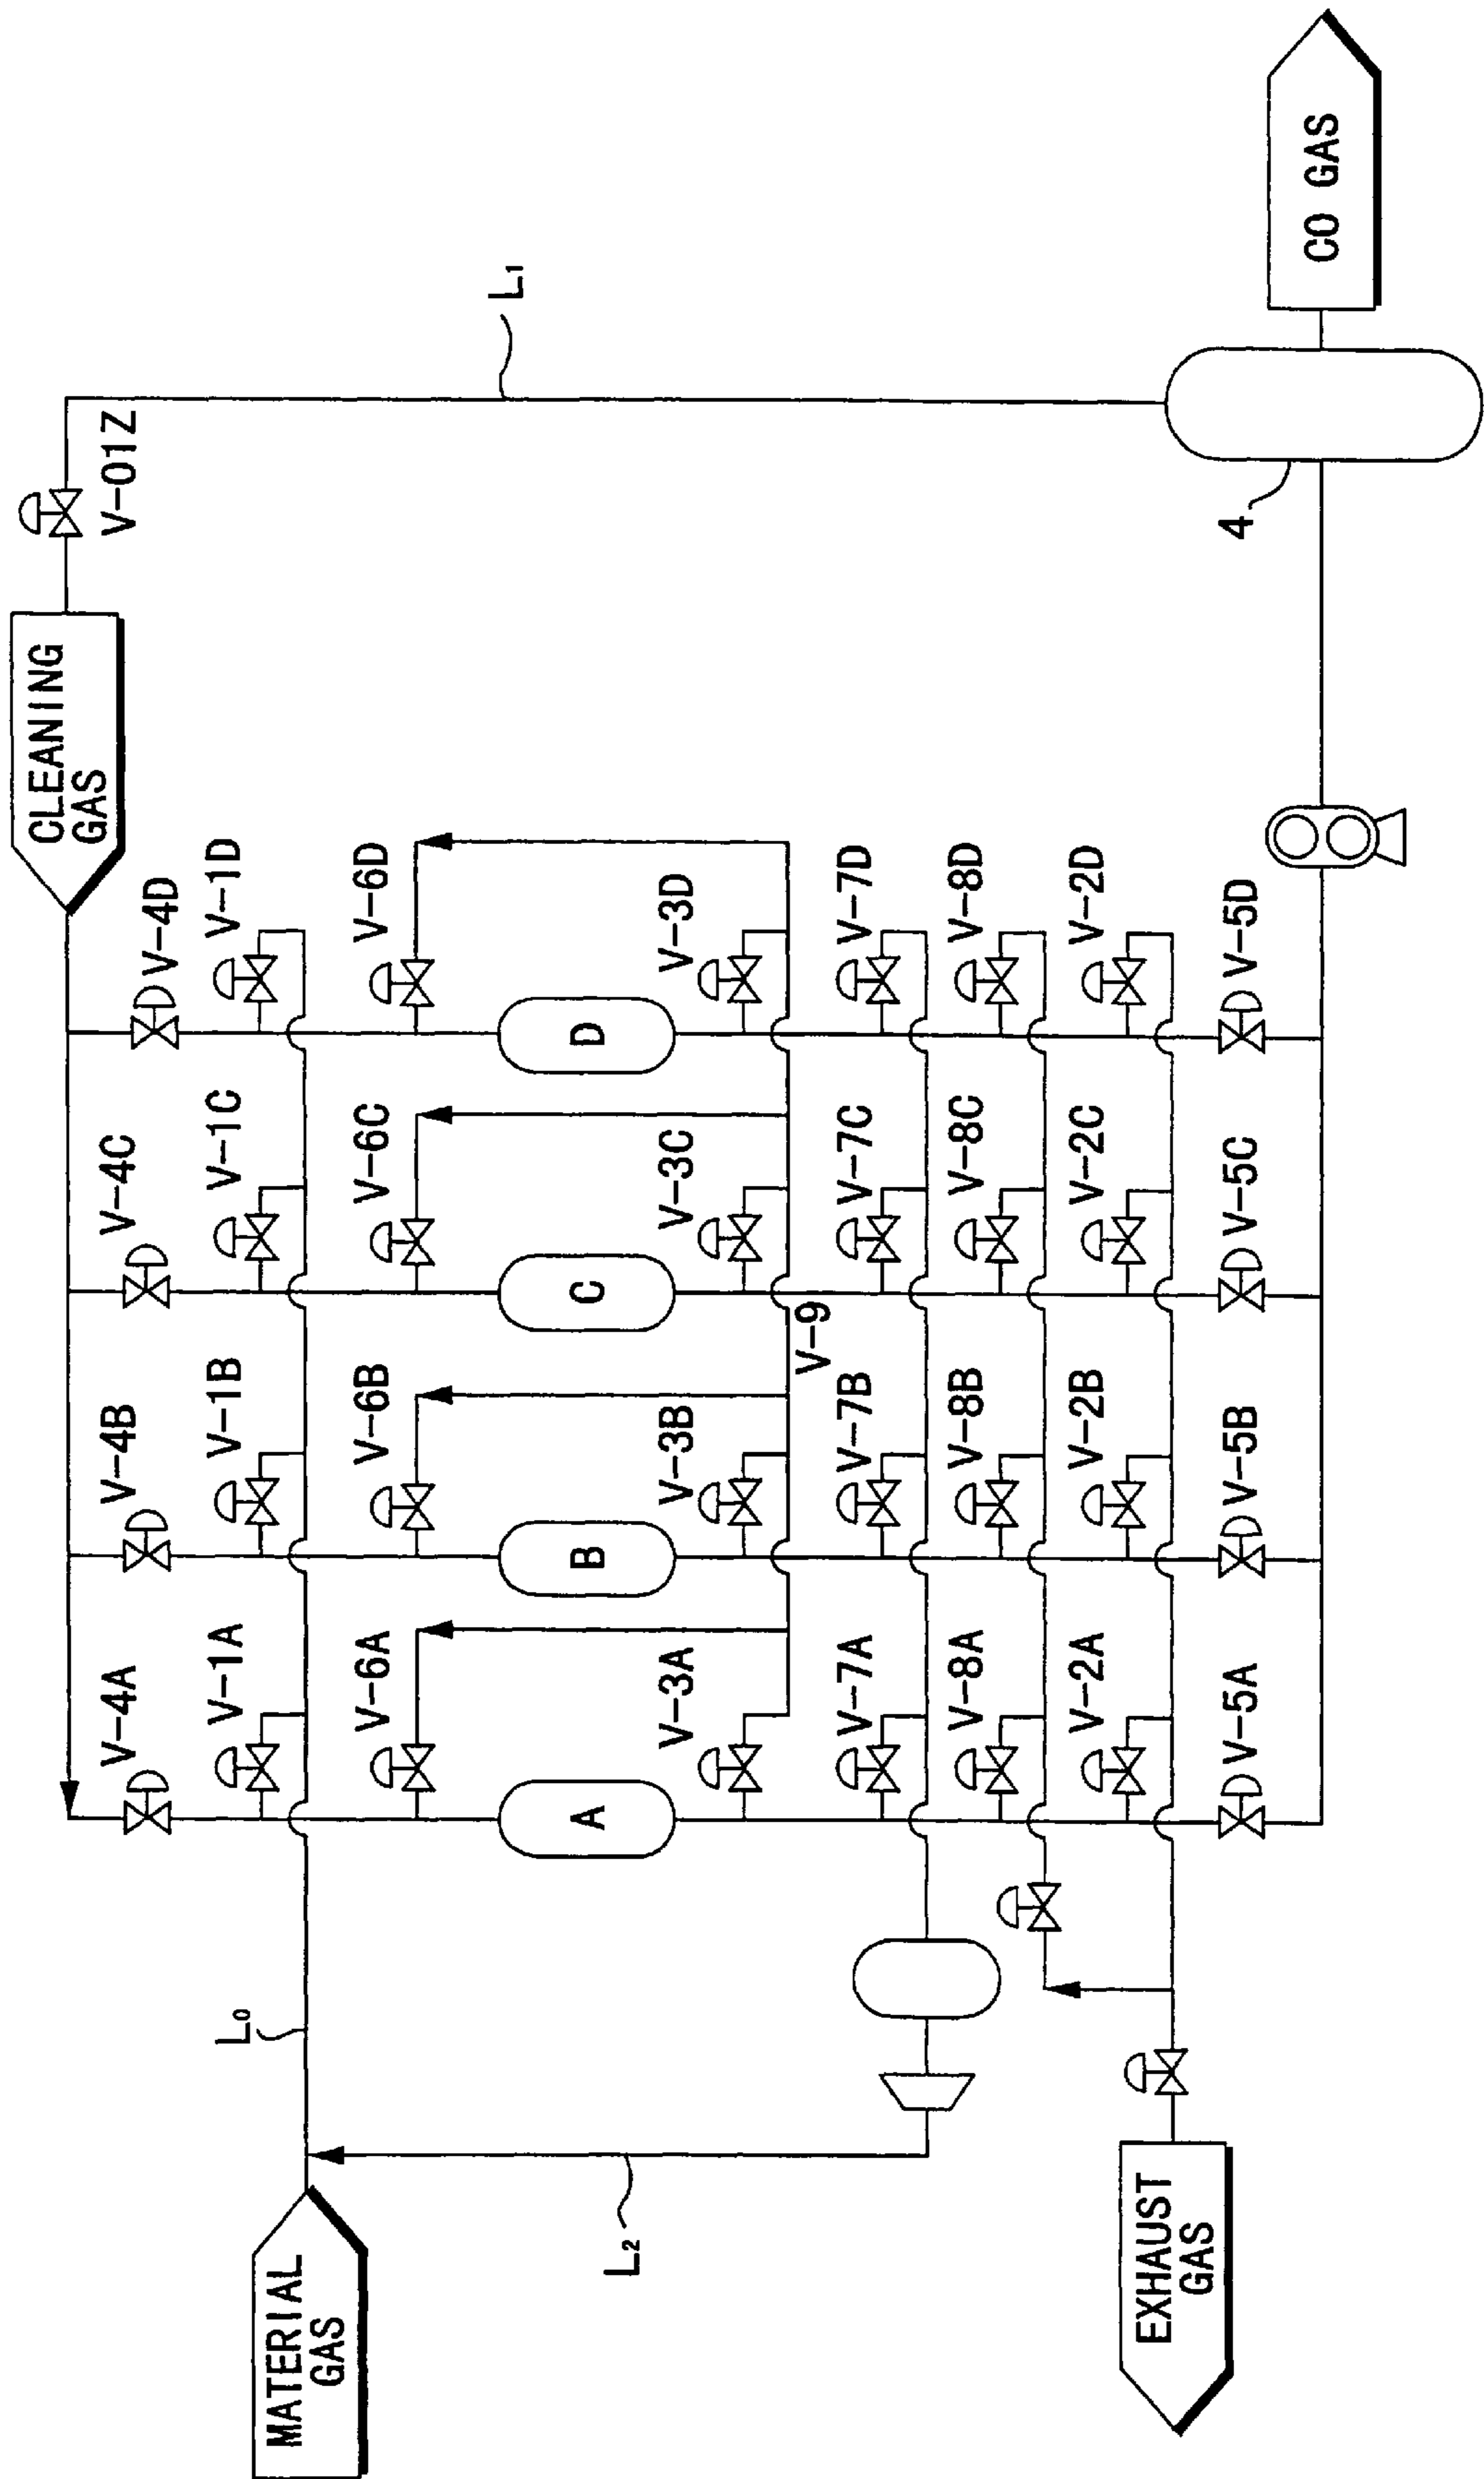 CLEANING
GAS
V-01Z
L1
CO GAS
4
V-4A
V-4B
V-4C
V-4D
V-1A
V-1B
V-1C
V-1D
L0
MATERIAL
GAS
V-6A
V-6B
V-6C
V-6D
A
B
C
D
V-3A
V-3B
V-3C
V-3D
V-9
V-7A
V-7B
V-7C
V-7D
L2
V-8A
V-8B
V-8C
V-8D
V-2A
V-2B
V-2C
V-2D
EXHAUST
GAS
V-5A
V-5B
V-5C
V-5D